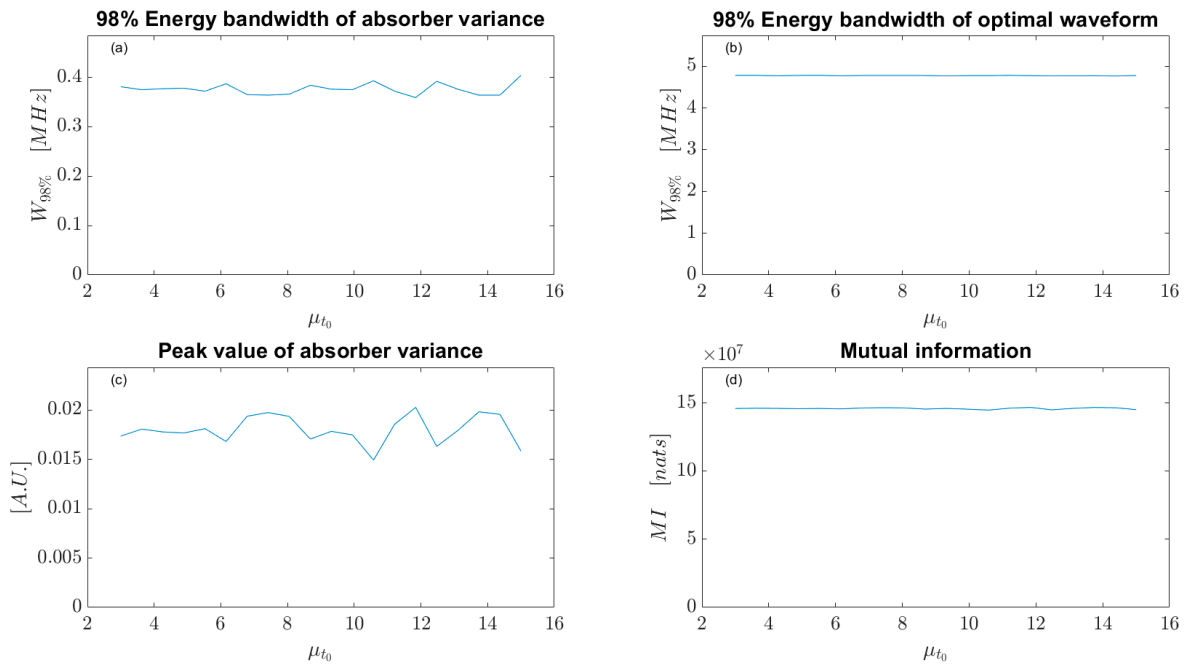 98% Energy bandwidth of absorber variance
(a)
0.4
0.3
0.2
0.1
0
W98% [MHz]
2 4 6 8 10 12 14 16
μt0
98% Energy bandwidth of optimal waveform
(b)
5
4
3
2
1
0
W98% [MHz]
2 4 6 8 10 12 14 16
μt0
Peak value of absorber variance
(c)
0.02
0.015
0.01
0.005
0
[A.U.]
2 4 6 8 10 12 14 16
μt0
Mutual information
×10⁷
(d)
15
10
5
0
MI [nats]
2 4 6 8 10 12 14 16
μt0